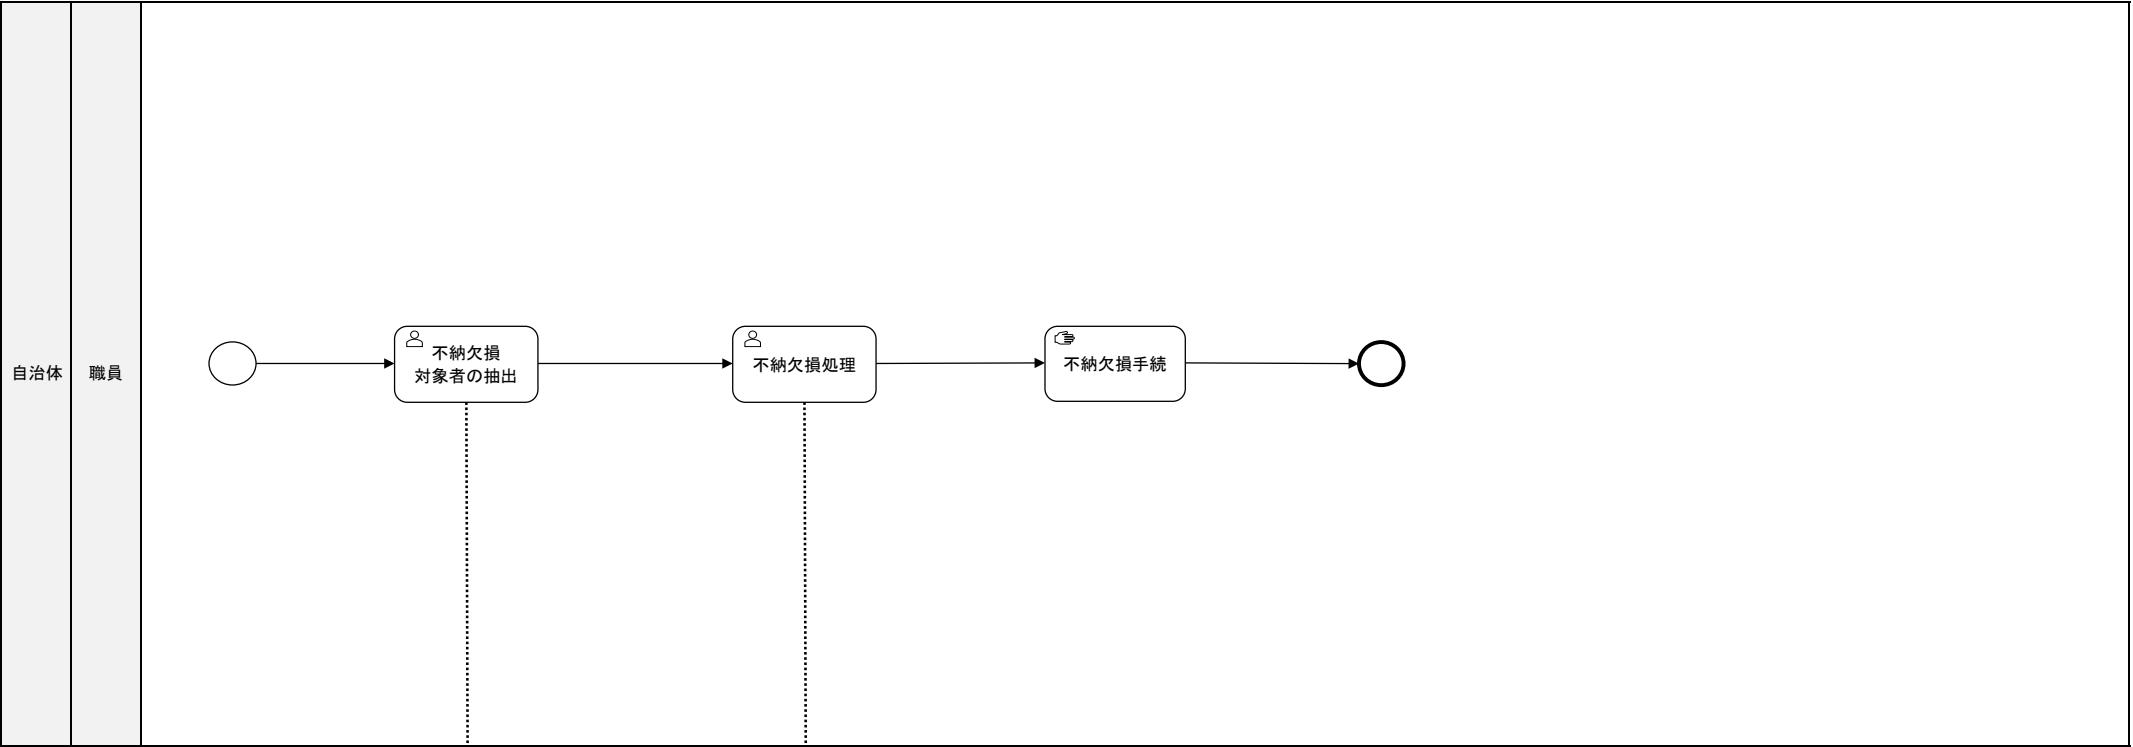 自治体
職員
不納欠損
対象者の抽出
不納欠損処理
不納欠損手続